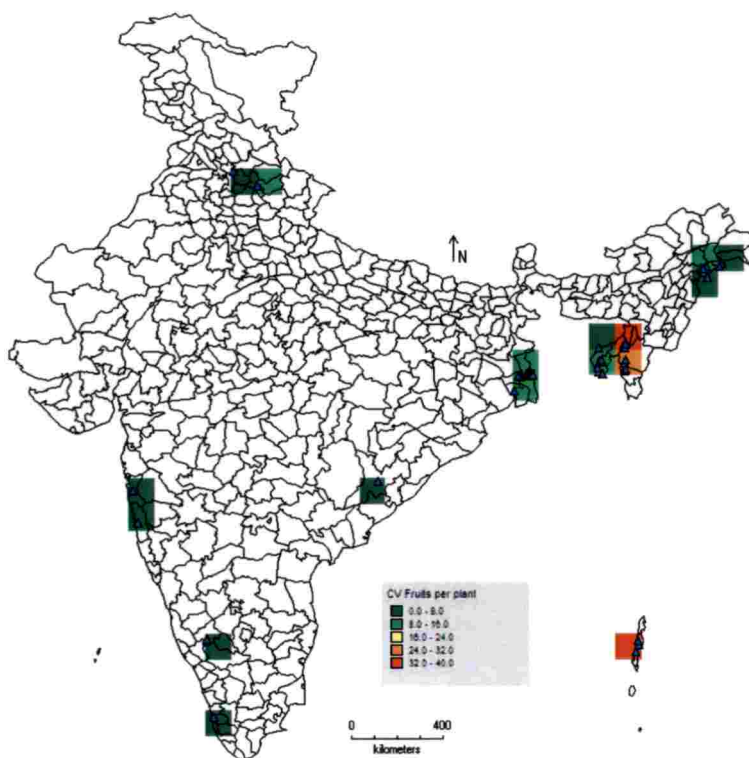 N
CV Fruits per plant
0.0 - 8.0
8.0 - 16.0
16.0 - 24.0
24.0 - 32.0
32.0 - 40.0
0 400
kilometers